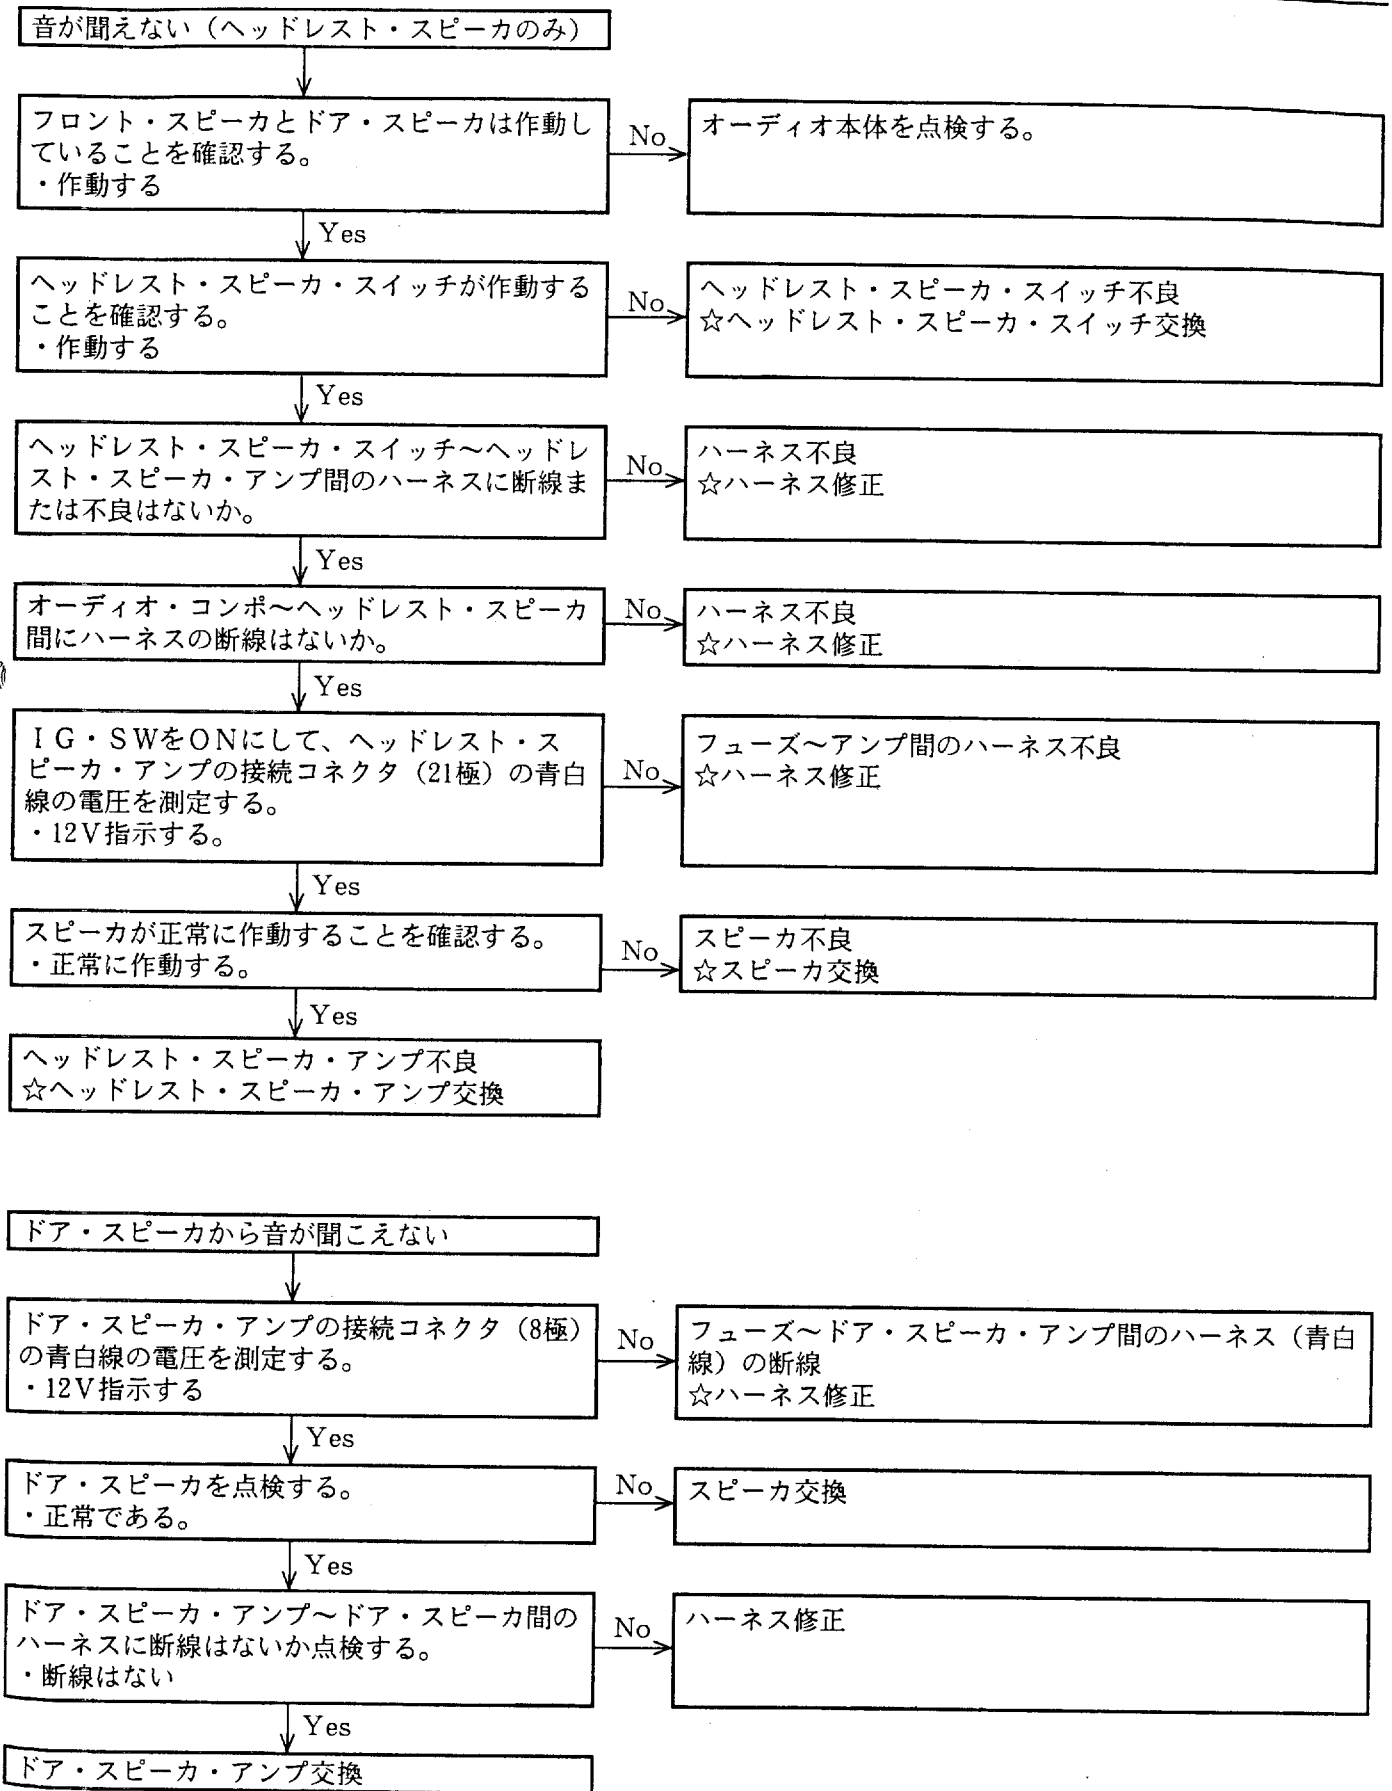 音が聞えない（ヘッドレスト・スピーカのみ）
フロント・スピーカとドア・スピーカは作動し
ていることを確認する。
・作動する
No
オーディオ本体を点検する。
Yes
ヘッドレスト・スピーカ・スイッチが作動する
ことを確認する。
・作動する
No
ヘッドレスト・スピーカ・スイッチ不良
☆ヘッドレスト・スピーカ・スイッチ交換
Yes
ヘッドレスト・スピーカ・スイッチ～ヘッドレ
スト・スピーカ・アンプ間のハーネスに断線ま
たは不良はないか。
No
ハーネス不良
☆ハーネス修正
Yes
オーディオ・コンポ～ヘッドレスト・スピーカ
間にハーネスの断線はないか。
No
ハーネス不良
☆ハーネス修正
Yes
ＩＧ・ＳＷをＯＮにして、ヘッドレスト・ス
ピーカ・アンプの接続コネクタ（21極）の青白
線の電圧を測定する。
・12V指示する。
No
フューズ～アンプ間のハーネス不良
☆ハーネス修正
Yes
スピーカが正常に作動することを確認する。
・正常に作動する。
No
スピーカ不良
☆スピーカ交換
Yes
ヘッドレスト・スピーカ・アンプ不良
☆ヘッドレスト・スピーカ・アンプ交換
ドア・スピーカから音が聞こえない
ドア・スピーカ・アンプの接続コネクタ（8極）
の青白線の電圧を測定する。
・12V指示する
No
フューズ～ドア・スピーカ・アンプ間のハーネス（青白
線）の断線
☆ハーネス修正
Yes
ドア・スピーカを点検する。
・正常である。
No
スピーカ交換
Yes
ドア・スピーカ・アンプ～ドア・スピーカ間の
ハーネスに断線はないか点検する。
・断線はない
No
ハーネス修正
Yes
ドア・スピーカ・アンプ交換